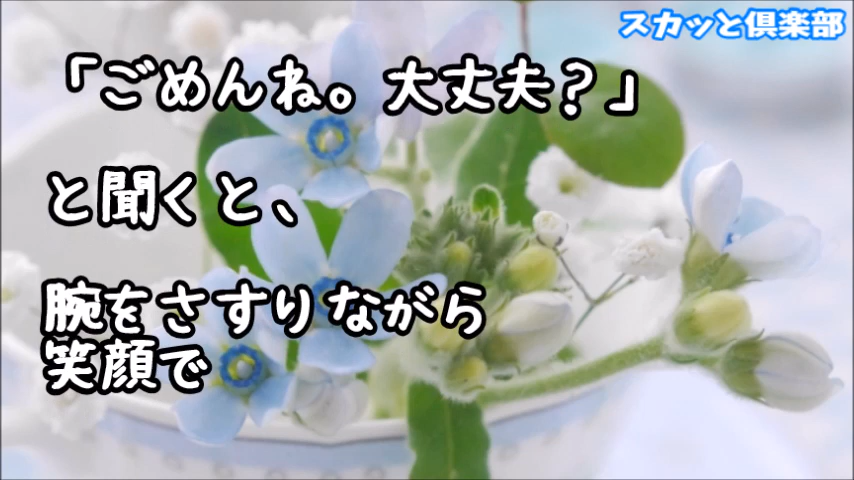 スカッと倶楽部
「ごめんね。大丈夫？」
と聞くと、
腕をさすりながら
笑顔で